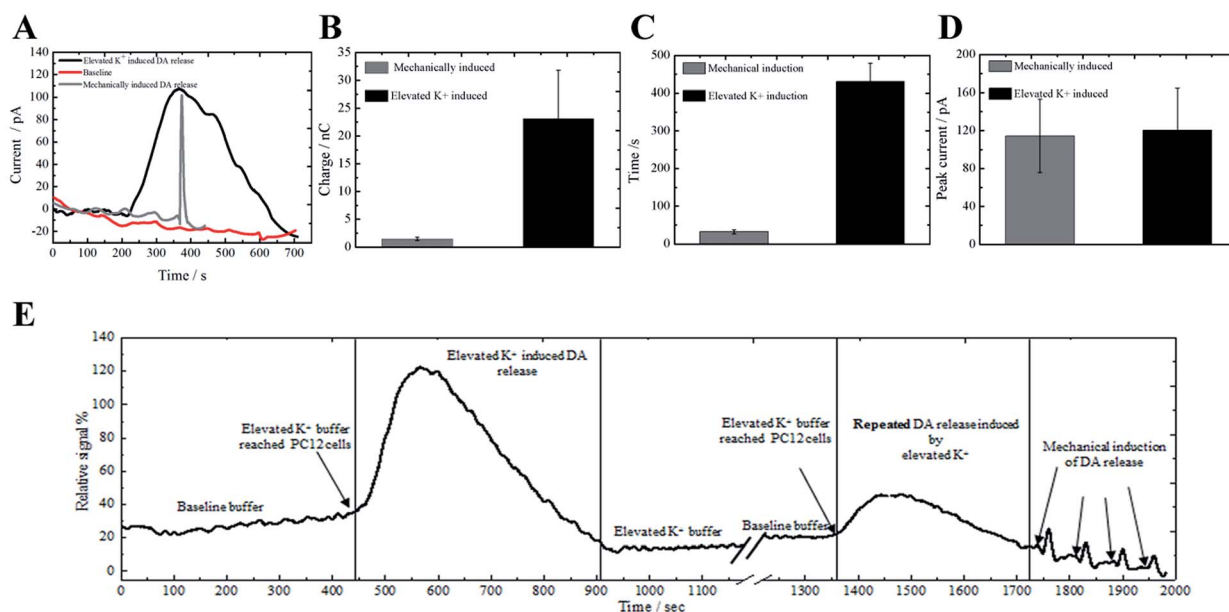 A
Current / pA
140
120
100
80
60
40
20
0
-20
Elevated K⁺ induced DA release
Baseline
Mechanically induced DA release
0 100 200 300 400 500 600 700
Time / s
B
Charge / nC
35
30
25
20
15
10
5
0
Mechanically induced
Elevated K+ induced
C
Time /s
500
400
300
200
100
0
Mechanical induction
Elevated K+ induction
D
Peak current / pA
200
160
120
80
40
0
Mechanically induced
Elevated K+ induced
E
Relative signal %
140
120
100
80
60
40
20
0
Baseline buffer
Elevated K⁺ buffer
reached PC12 cells
Elevated K⁺ induced DA
release
Elevated K⁺ buffer
Baseline buffer
Elevated K⁺ buffer
reached PC12 cells
Repeated DA release induced
by
elevated K⁺
Mechanical induction
of DA release
0 100 200 300 400 500 600 700 800 900 1000 1100 1200 1300 1400 1500 1600 1700 1800 1900 2000
Time / sec